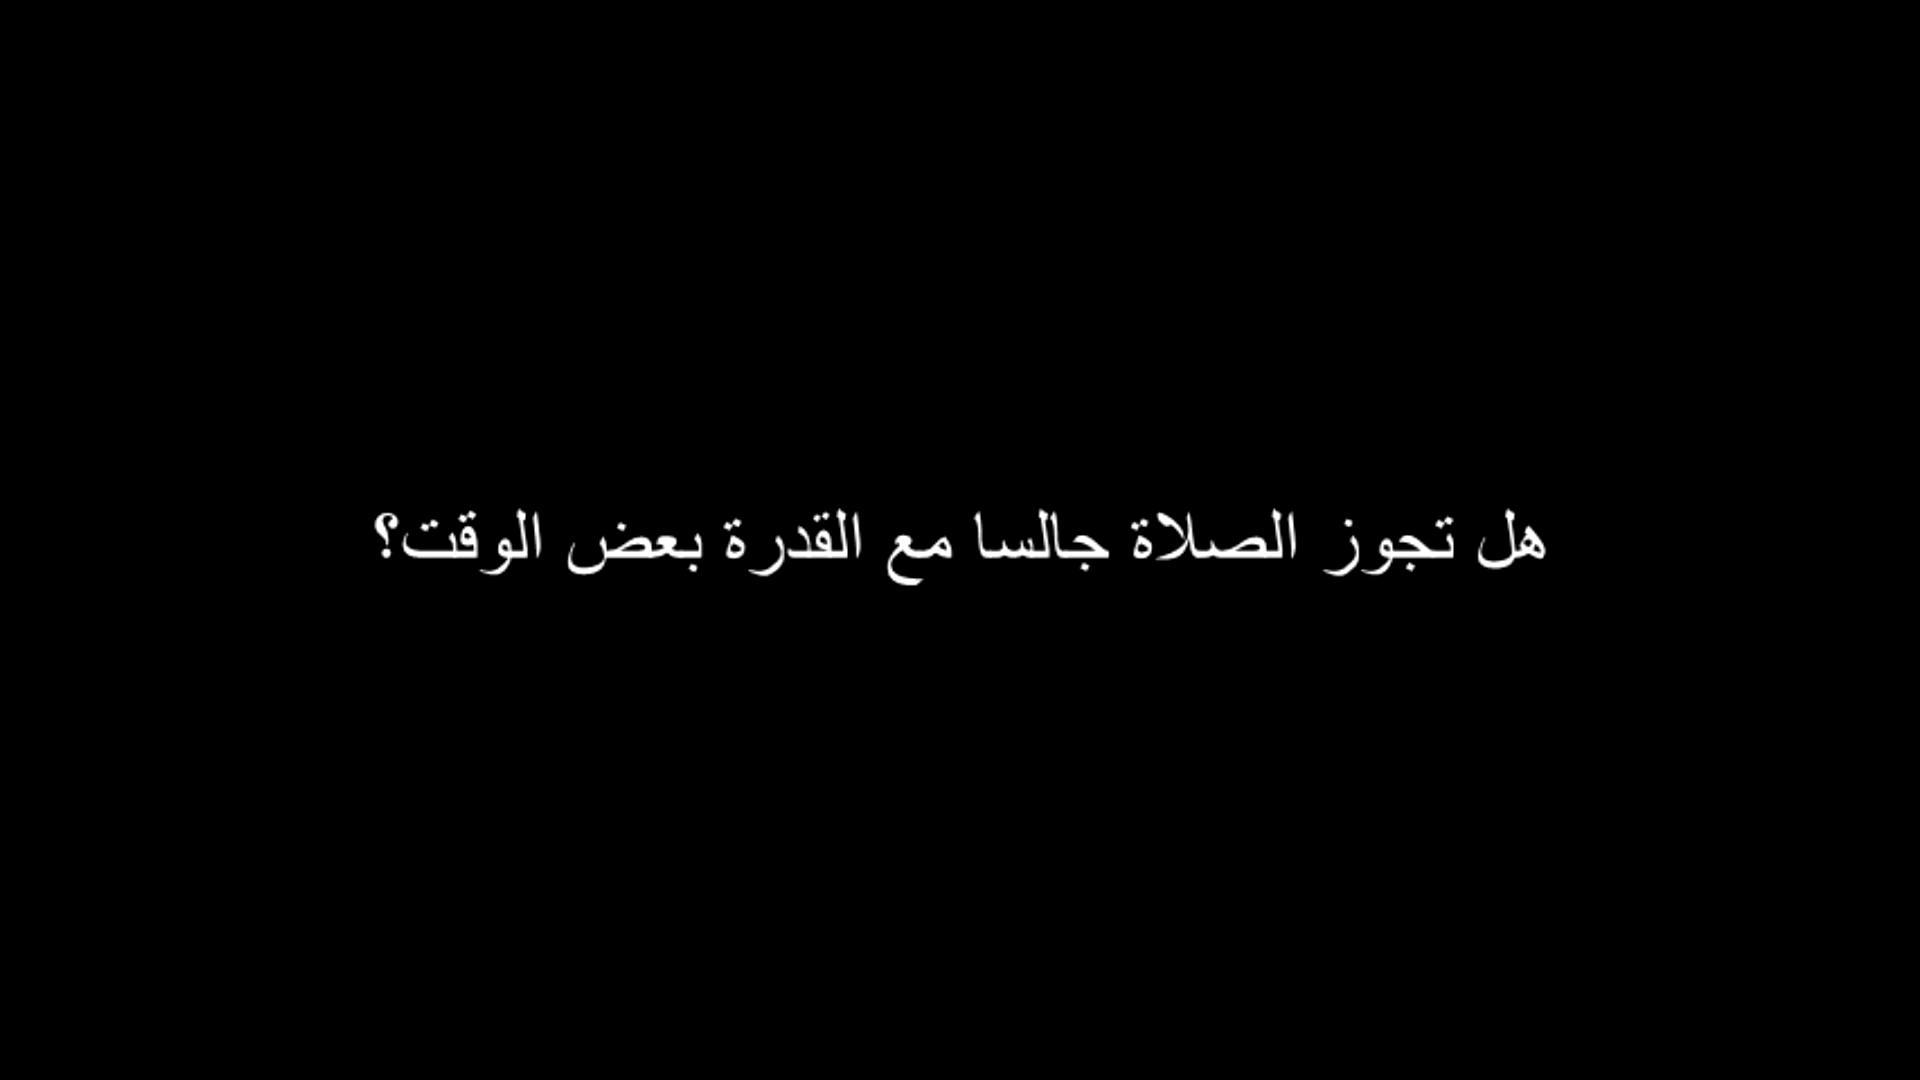 هل تجوز الصلاة جالسا مع القدرة بعض الوقت؟